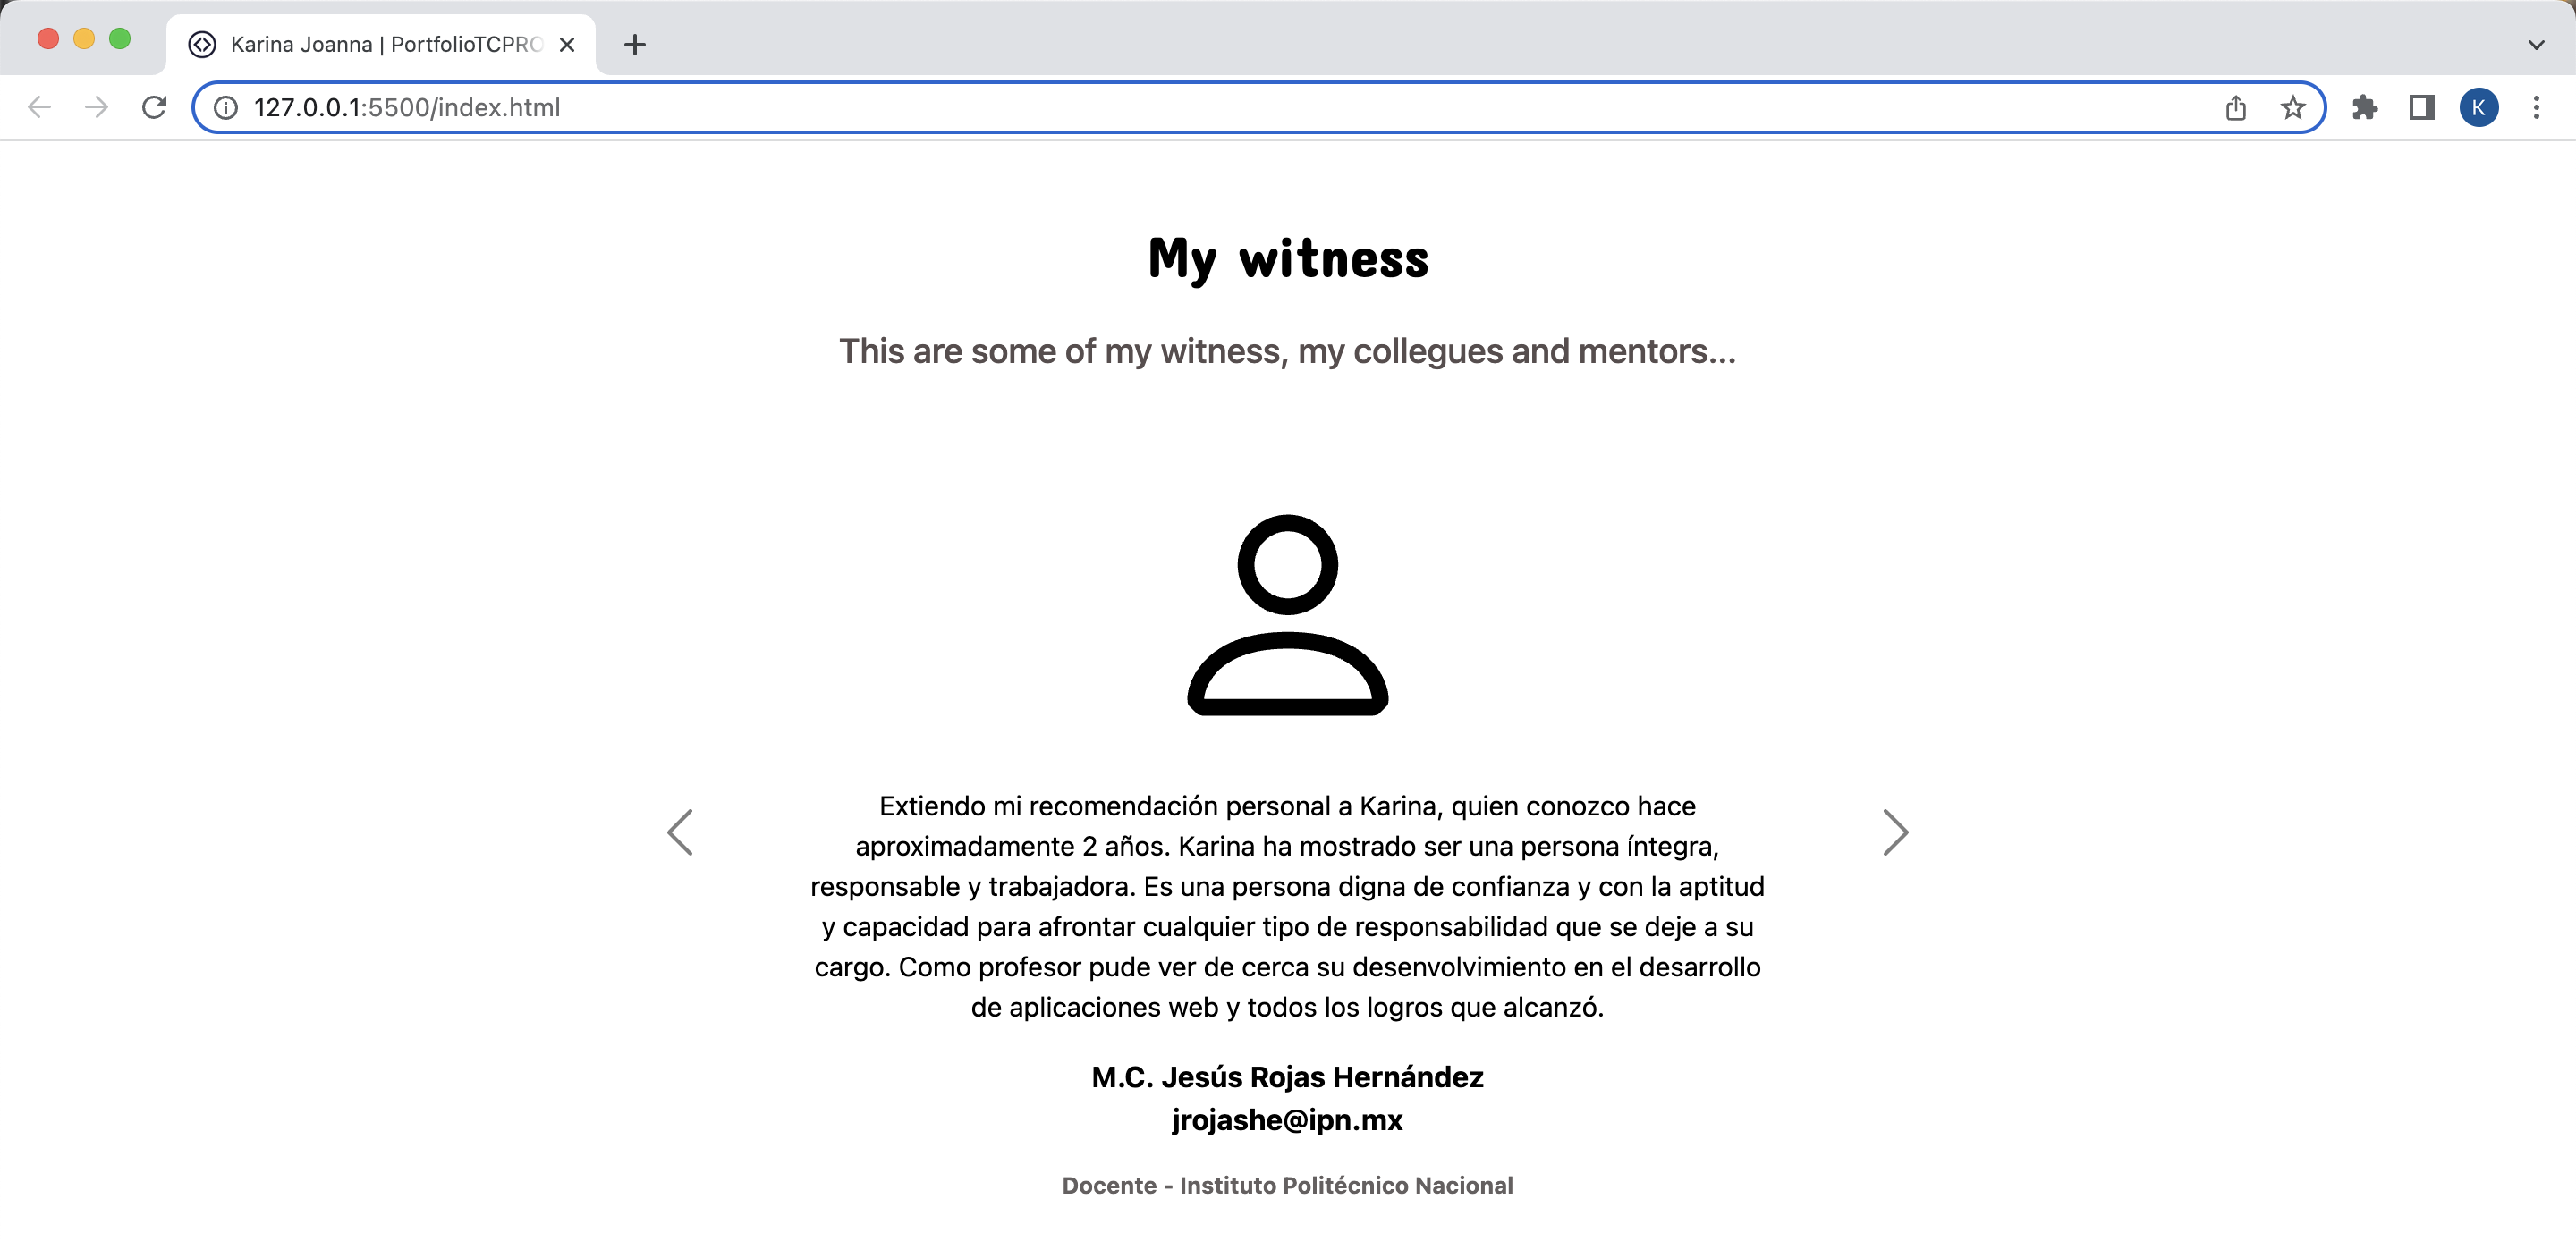 Karina Joanna | PortfolioTCPRO
127.0.0.1:5500/index.html
K
My witness
This are some of my witness, my collegues and mentors...
Extiendo mi recomendación personal a Karina, quien conozco hace
aproximadamente 2 años. Karina ha mostrado ser una persona íntegra,
responsable y trabajadora. Es una persona digna de confianza y con la aptitud
y capacidad para afrontar cualquier tipo de responsabilidad que se deje a su
cargo. Como profesor pude ver de cerca su desenvolvimiento en el desarrollo
de aplicaciones web y todos los logros que alcanzó.
M.C. Jesús Rojas Hernández
jrojashe@ipn.mx
Docente - Instituto Politécnico Nacional